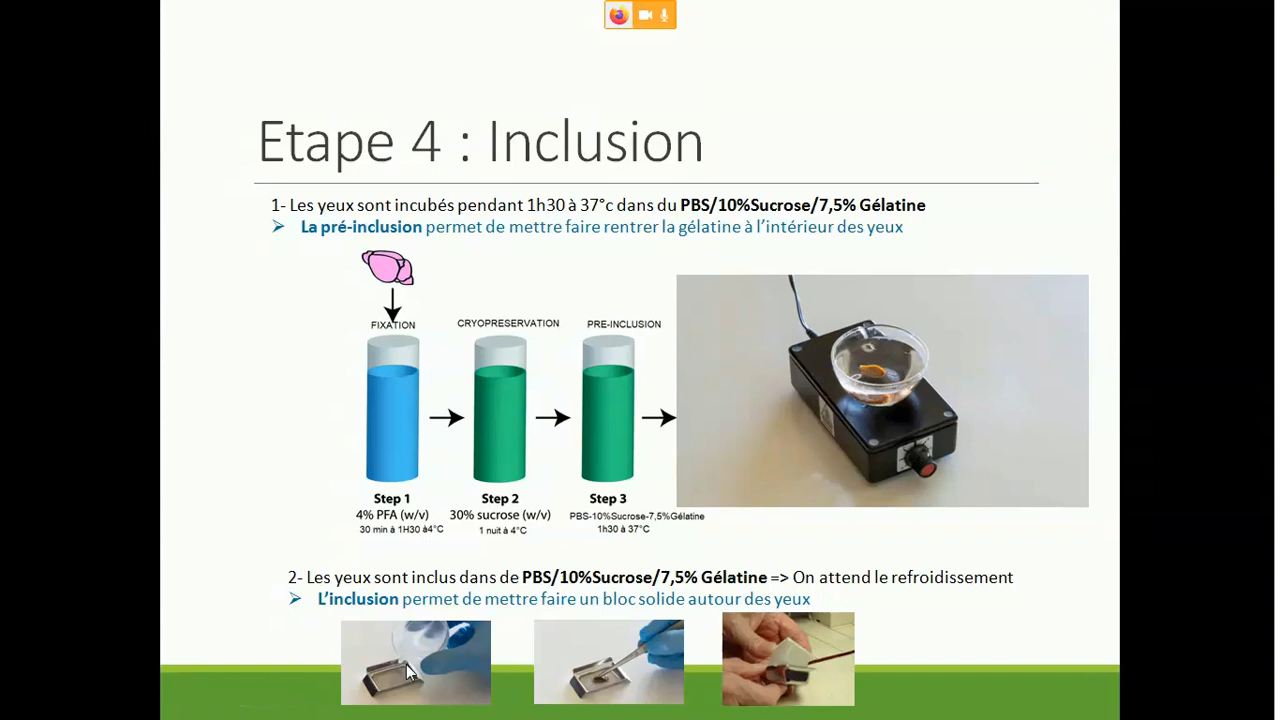 Etape 4 : Inclusion
1- Les yeux sont incubés pendant 1h30 à 37°c dans du PBS/10%Sucrose/7,5% Gélatine
➢ La pré-inclusion permet de mettre faire rentrer la gélatine à l'intérieur des yeux
FIXATION
CRYOPRESERVATION
PRE-INCLUSION
Step 1
4% PFA (w/v)
30 min à 1H30 à4°C
Step 2
30% sucrose (w/v)
1 nuit à 4°C
Step 3
PBS-10%Sucrose-7,5%Gélatine
1h30 à 37°C
2- Les yeux sont inclus dans de PBS/10%Sucrose/7,5% Gélatine => On attend le refroidissement
➢ L'inclusion permet de mettre faire un bloc solide autour des yeux